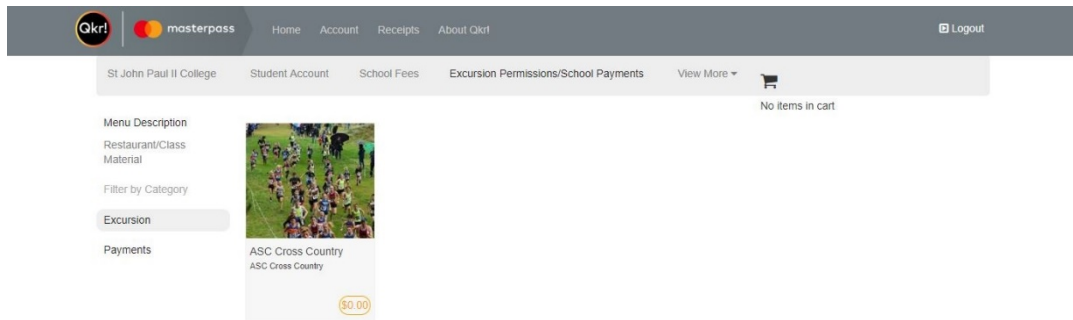 Qkr! masterpass Home Account Receipts About Qkr! Logout
St John Paul II College Student Account School Fees Excursion Permissions/School Payments View More
No items in cart
Menu Description
Restaurant/Class
Material
Filter by Category
Excursion
Payments
ASC Cross Country
ASC Cross Country
$0.00